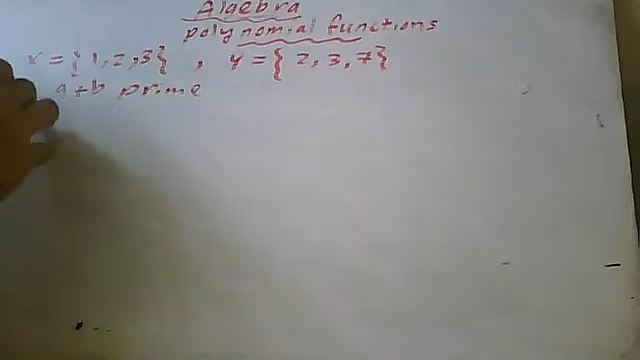 Algebra
polynomial functions
x = {1, 2, 3} , y = {2, 3, 7}
a+b prime